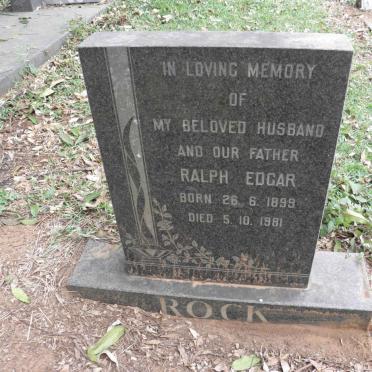 IN LOVING MEMORY
OF
MY BELOVED HUSBAND
AND OUR FATHER
RALPH EDGAR
BORN 26.6.1899
DIED 5.10.1981
ROCK